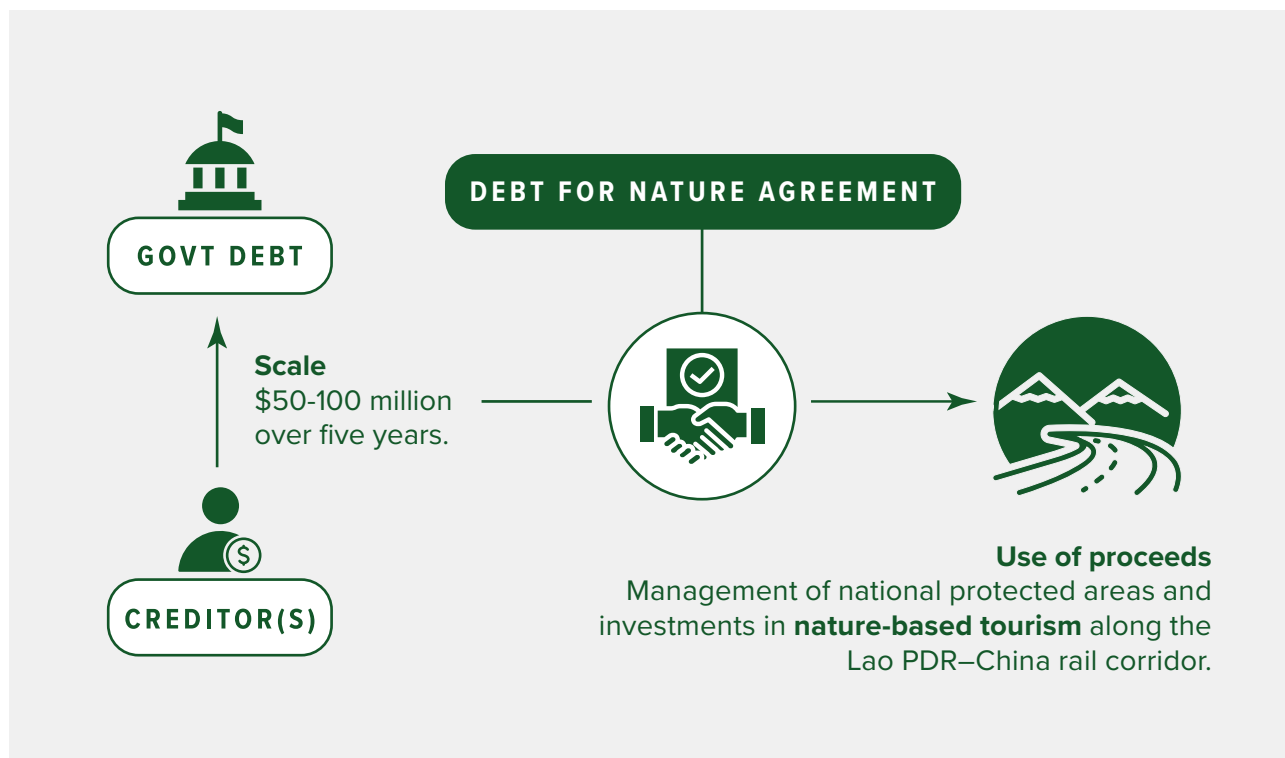 GOVT DEBT
DEBT FOR NATURE AGREEMENT
Scale
$50-100 million
over five years.
$
CREDITOR(S)
Use of proceeds
Management of national protected areas and
investments in nature-based tourism along the
Lao PDR–China rail corridor.